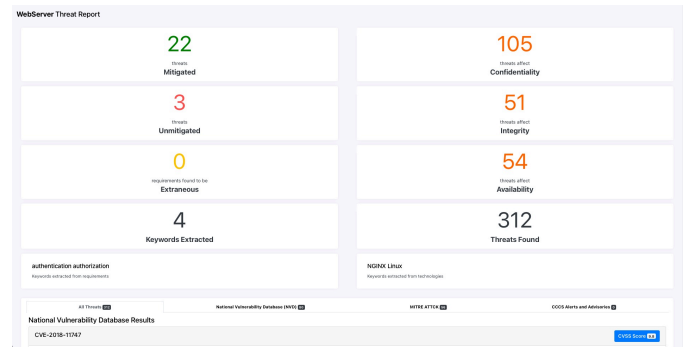 WebServer Threat Report
22
threats
Mitigated
105
threats affect
Confidentiality
3
threats
Unmitigated
51
threats affect
Integrity
0
requirements found to be
Extraneous
54
threats affect
Availability
4
Keywords Extracted
312
Threats Found
authentication authorization
Keywords extracted from requirements
NGINX Linux
Keywords extracted from technologies
All Threats
National Vulnerability Database (NVD)
MITRE ATTCK
CCCS Alerts and Advisories
National Vulnerability Database Results
CVE-2018-11747
CVSS Score